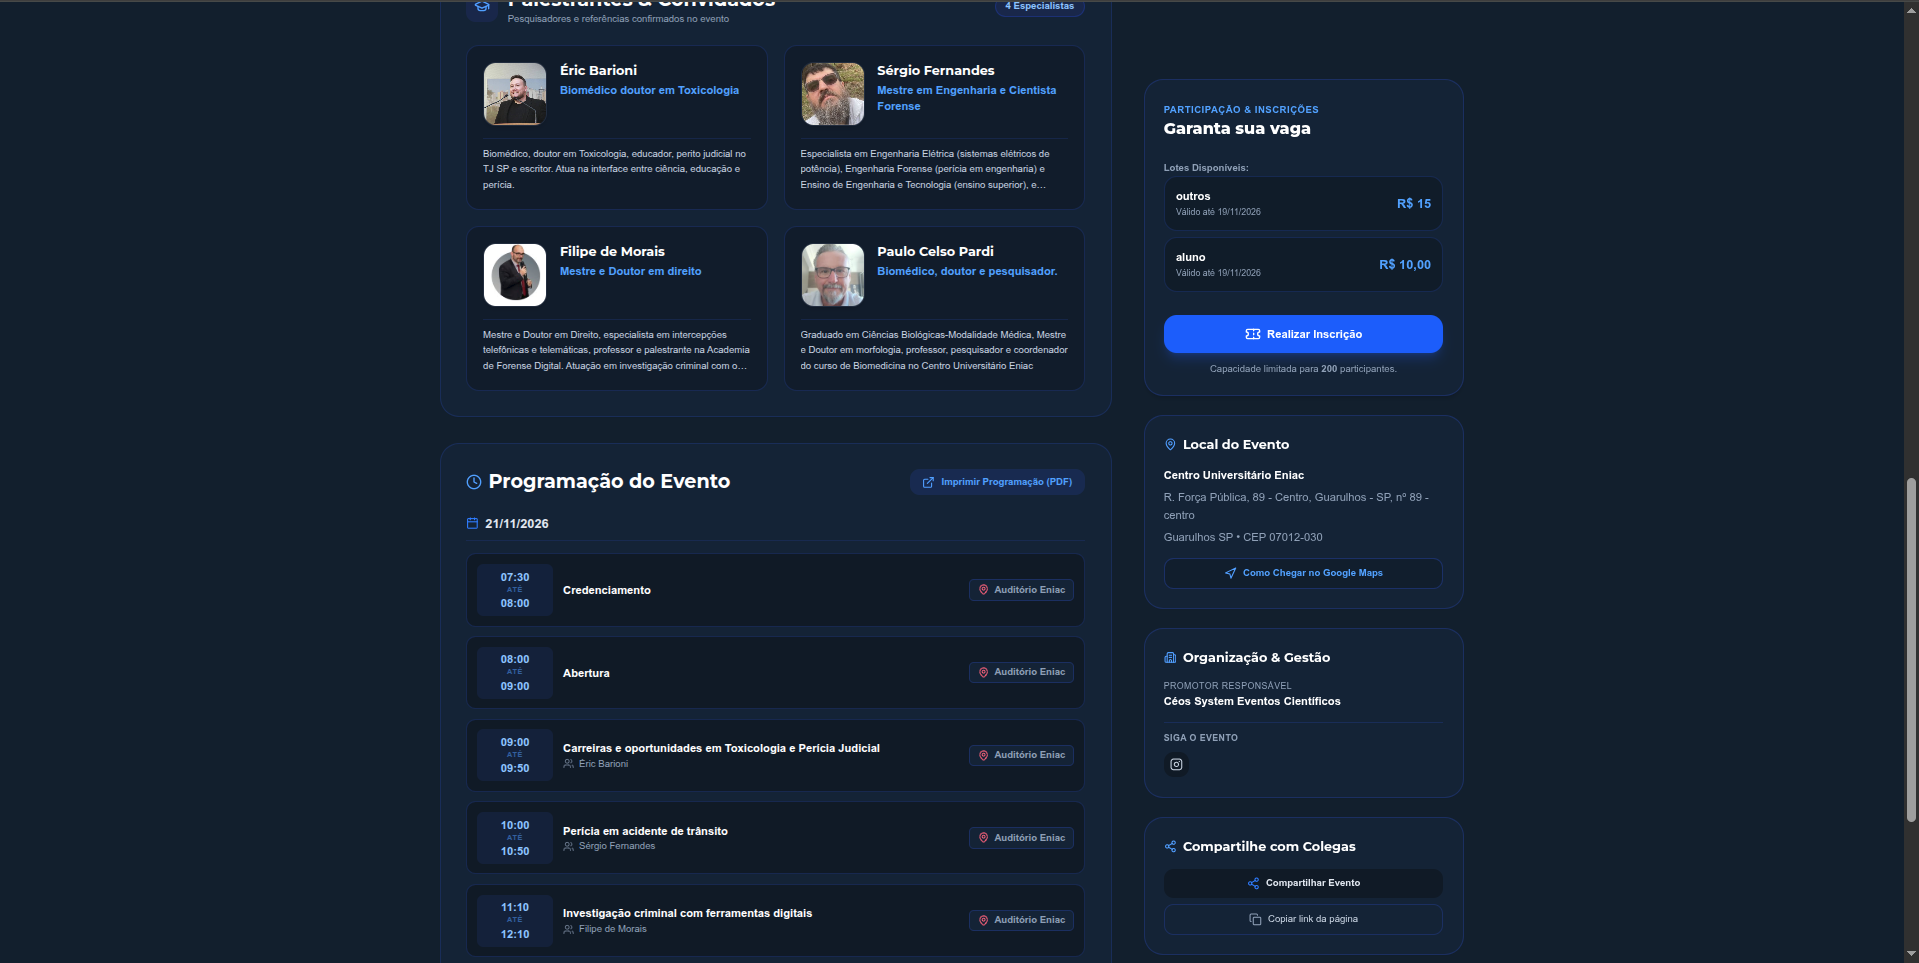 Palestrantes & Convidados
Pesquisadores e referências confirmados no evento
4 Especialistas
Éric Barioni
Biomédico doutor em Toxicologia
Biomédico, doutor em Toxicologia, educador, perito judicial no
TJ SP e escritor. Atua na interface entre ciência, educação e
perícia.
Sérgio Fernandes
Mestre em Engenharia e Cientista
Forense
Especialista em Engenharia Elétrica (sistemas elétricos de
potência), Engenharia Forense (perícia em engenharia) e
Ensino de Engenharia e Tecnologia (ensino superior), e…
Filipe de Morais
Mestre e Doutor em direito
Mestre e Doutor em Direito, especialista em intercepções
telefônicas e telemáticas, professor e palestrante na Academia
de Forense Digital. Atuação em investigação criminal com o…
Paulo Celso Pardi
Biomédico, doutor e pesquisador.
Graduado em Ciências Biológicas-Modalidade Médica, Mestre
e Doutor em morfologia, professor, pesquisador e coordenador
do curso de Biomedicina no Centro Universitário Eniac
Programação do Evento
Imprimir Programação (PDF)
21/11/2026
07:30
ATÉ
08:00
Credenciamento
Auditório Eniac
08:00
ATÉ
09:00
Abertura
Auditório Eniac
09:00
ATÉ
09:50
Carreiras e oportunidades em Toxicologia e Perícia Judicial
Éric Barioni
Auditório Eniac
10:00
ATÉ
10:50
Perícia em acidente de trânsito
Sérgio Fernandes
Auditório Eniac
11:10
ATÉ
12:10
Investigação criminal com ferramentas digitais
Filipe de Morais
Auditório Eniac
PARTICIPAÇÃO & INSCRIÇÕES
Garanta sua vaga
Lotes Disponíveis:
outros
Válido até 19/11/2026
R$ 15
aluno
Válido até 19/11/2026
R$ 10,00
Realizar Inscrição
Capacidade limitada para 200 participantes.
Local do Evento
Centro Universitário Eniac
R. Força Pública, 89 - Centro, Guarulhos - SP, nº 89 -
centro
Guarulhos SP • CEP 07012-030
Como Chegar no Google Maps
Organização & Gestão
PROMOTOR RESPONSÁVEL
Céos System Eventos Científicos
SIGA O EVENTO
Compartilhe com Colegas
Compartilhar Evento
Copiar link da página